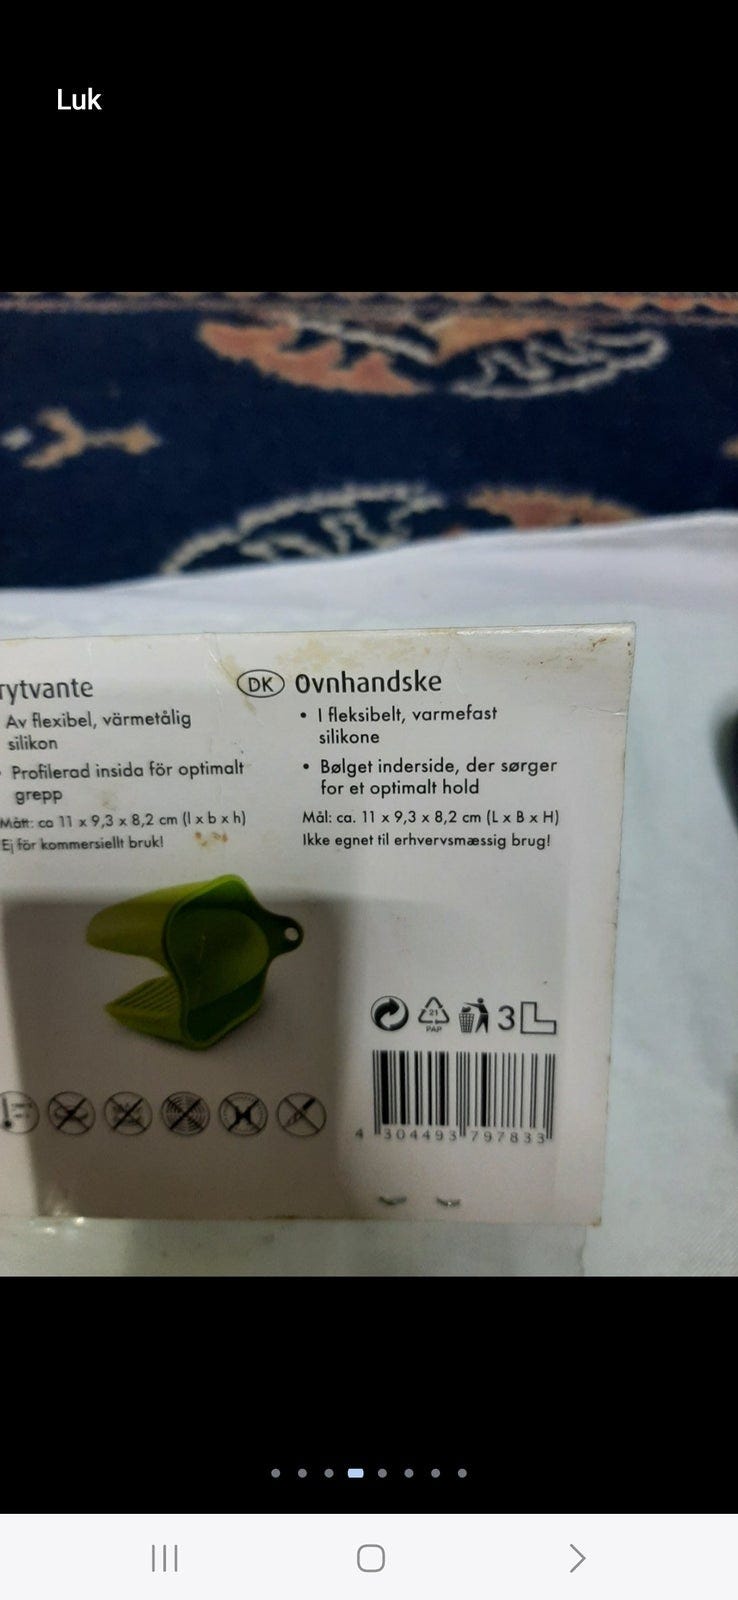 Luk
rytvante
Av flexibel, värmetålig
silikon
Profilerad insida för optimalt
grepp
Mått: ca 11 x 9,3 x 8,2 cm (l x b x h)
Ej för kommersiellt bruk!
DK Ovnhandske
• I fleksibelt, varmefast
silikone
• Bølget inderside, der sørger
for et optimalt hold
Mål: ca. 11 x 9,3 x 8,2 cm (L x B x H)
Ikke egnet til erhvervsmæssig brug!
21
PAP
3
4 304493 797833